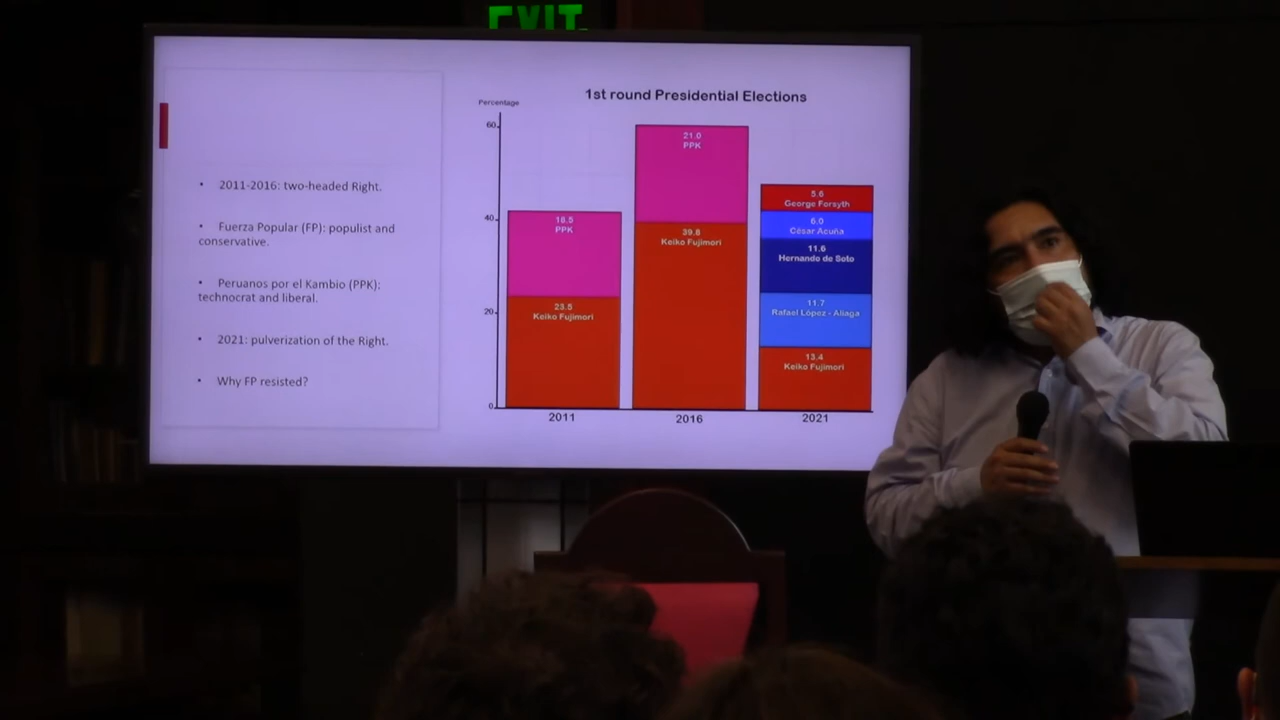 EXIT
• 2011-2016: two-headed Right.
• Fuerza Popular (FP): populist and
conservative.
• Peruanos por el Kambio (PPK):
technocrat and liberal.
• 2021: pulverization of the Right.
• Why FP resisted?
1st round Presidential Elections
Percentage
60
40
20
0
18.5
PPK
23.5
Keiko Fujimori
2011
21.0
PPK
39.8
Keiko Fujimori
2016
5.6
George Forsyth
6.0
César Acuña
11.6
Hernando de Soto
11.7
Rafael López - Aliaga
13.4
Keiko Fujimori
2021